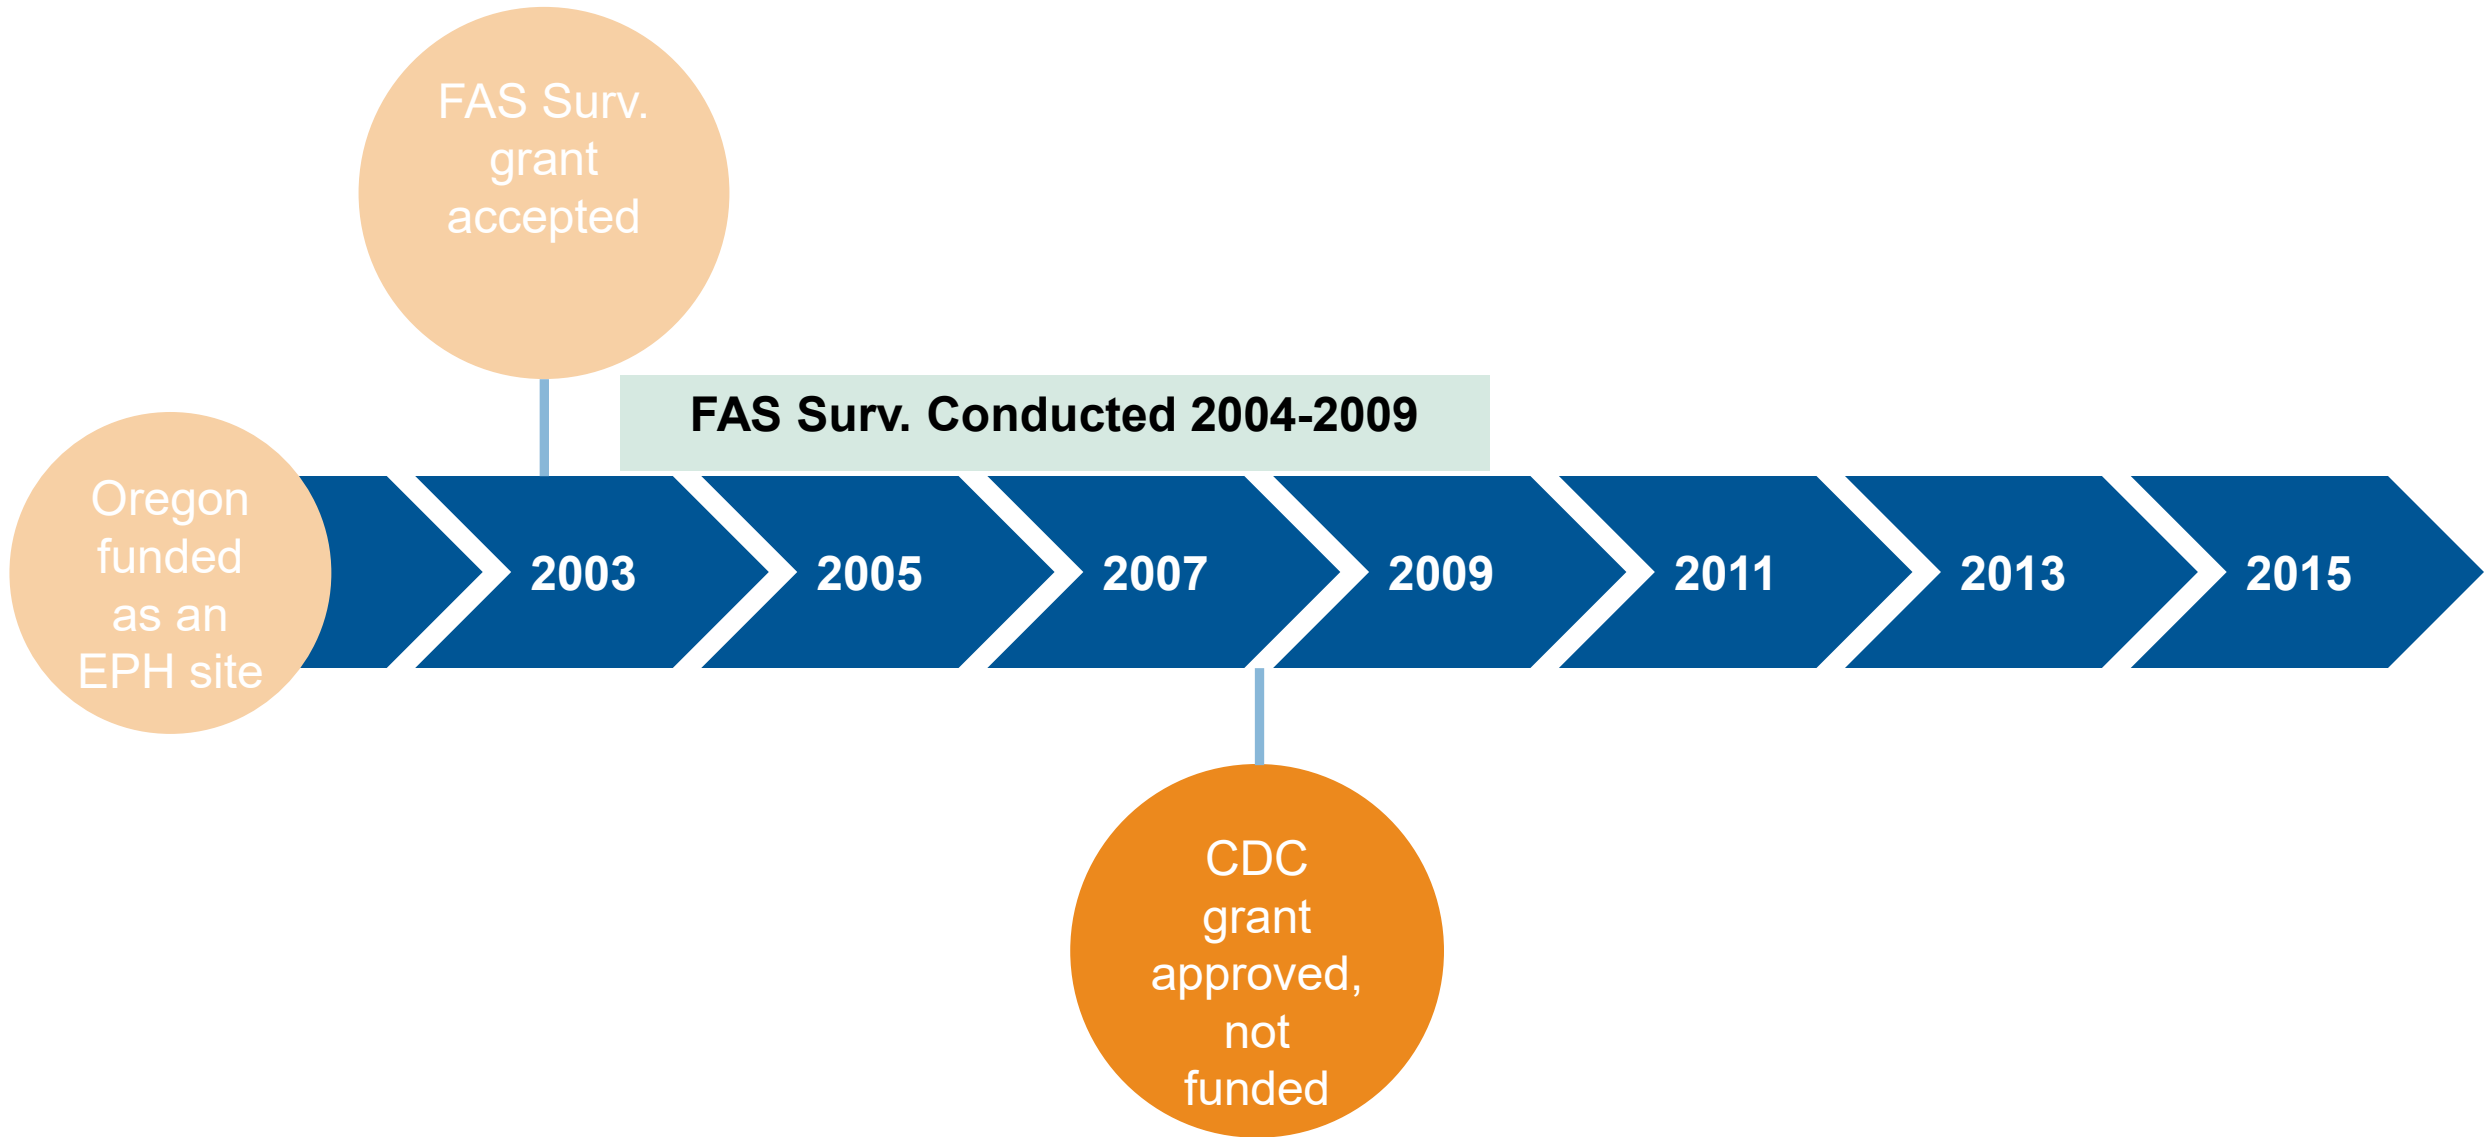 FAS Surv.
grant
accepted
FAS Surv. Conducted 2004-2009
Oregon
funded
as an
EPH site
2003
2005
2007
2009
2011
2013
2015
CDC
grant
approved,
not
funded